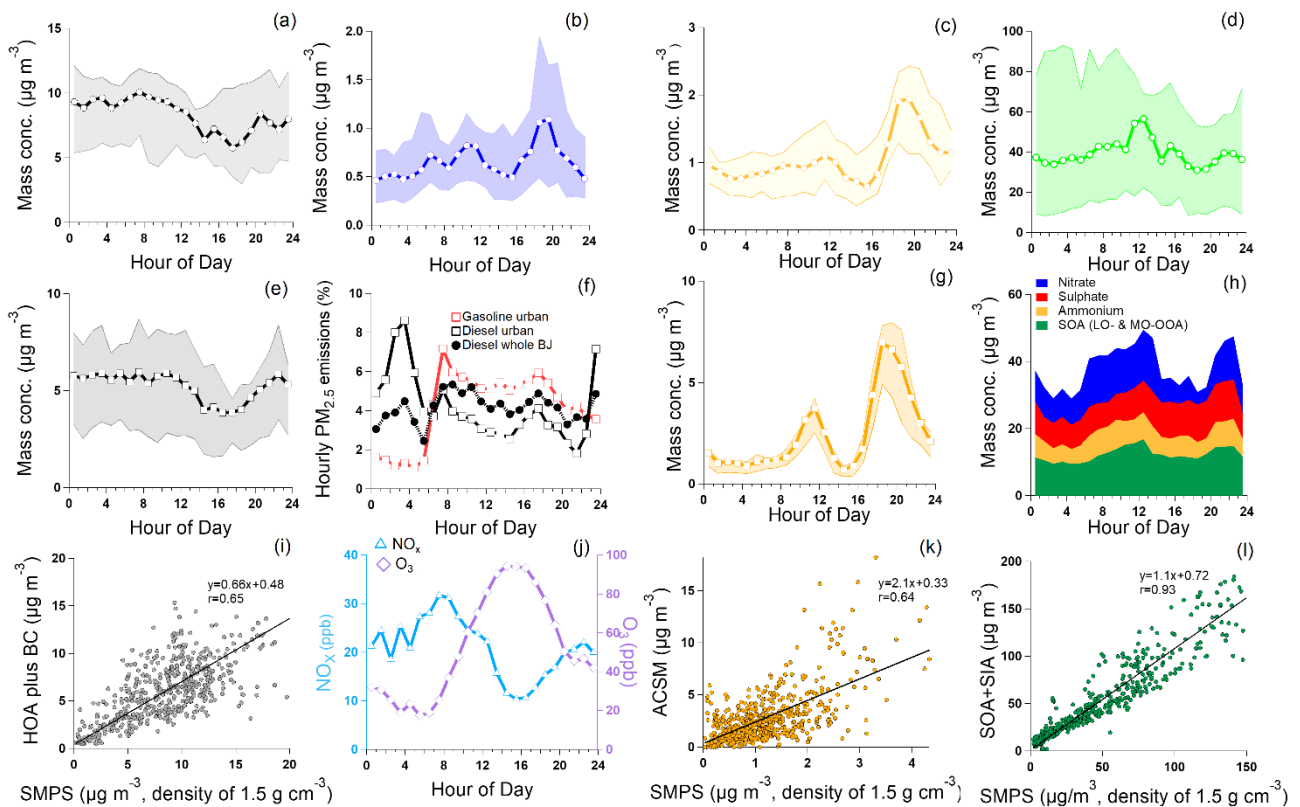 (a)
15
10
5
0
Mass conc. (µg m⁻³)
0 4 8 12 16 20 24
Hour of Day
(b)
2.0
1.5
1.0
0.5
0.0
Mass conc. (µg m⁻³)
0 4 8 12 16 20 24
Hour of Day
(c)
3
2
1
0
Mass conc. (µg m⁻³)
0 4 8 12 16 20 24
Hour of Day
(d)
100
80
60
40
20
0
Mass conc. (µg m⁻³)
0 4 8 12 16 20 24
Hour of Day
(e)
10
5
0
Mass conc. (µg m⁻³)
0 4 8 12 16 20 24
Hour of Day
(f)
10
8
6
4
2
0
Hourly PM₂.₅ emissions (%)
Gasoline urban
Diesel urban
Diesel whole BJ
0 4 8 12 16 20 24
Hour of Day
(g)
10
5
0
Mass conc. (µg m⁻³)
0 4 8 12 16 20 24
Hour of Day
(h)
Nitrate
Sulphate
Ammonium
SOA (LO- & MO-OOA)
60
40
20
0
Mass conc. (µg m⁻³)
0 4 8 12 16 20 24
Hour of Day
(i)
20
15
10
5
0
HOA plus BC (µg m⁻³)
y=0.66x+0.48
r=0.65
0 5 10 15 20
SMPS (µg m⁻³, density of 1.5 g cm⁻³)
(j)
NOₓ
O₃
40
30
20
10
0
NOₓ (ppb)
100
80
60
40
20
0
O₃ (ppb)
0 4 8 12 16 20 24
Hour of Day
(k)
15
10
5
0
ACSM (µg m⁻³)
y=2.1x+0.33
r=0.64
0 1 2 3 4
SMPS (µg m⁻³, density of 1.5 g cm⁻³)
(l)
200
150
100
50
0
SOA+SIA (µg m⁻³)
y=1.1x+0.72
r=0.93
0 50 100 150
SMPS (µg/m³, density of 1.5 g cm⁻³)